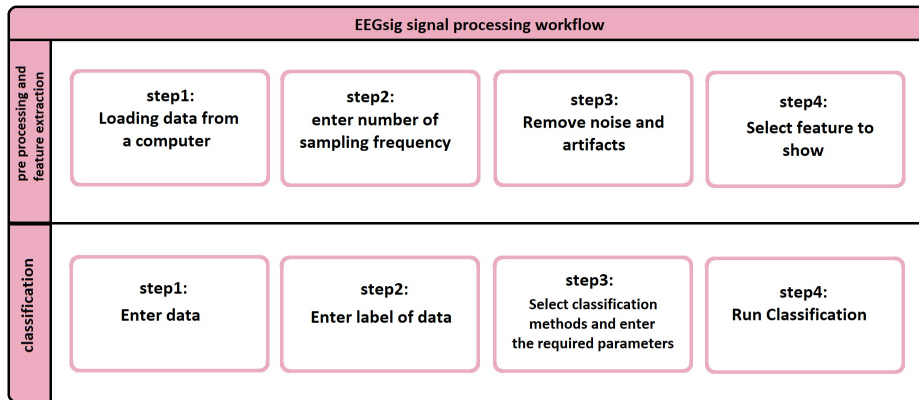 EEGsig signal processing workflow
pre processing and
feature extraction
step1:
Loading data from
a computer
step2:
enter number of
sampling frequency
step3:
Remove noise and
artifacts
step4:
Select feature to
show
classification
step1:
Enter data
step2:
Enter label of data
step3:
Select classification
methods and enter
the required parameters
step4:
Run Classification